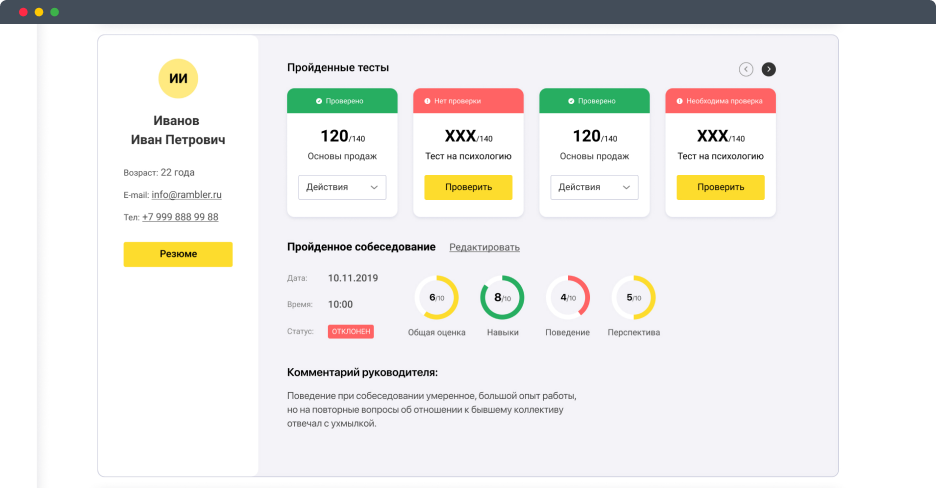 ИИ
Иванов
Иван Петрович
Возраст: 22 года
E-mail: info@rambler.ru
Тел: +7 999 888 99 88
Резюме
Пройденные тесты
Проверено
120/140
Основы продаж
Действия
Нет проверки
XXX/140
Тест на психологию
Проверить
Проверено
120/140
Основы продаж
Действия
Необходима проверка
XXX/140
Тест на психологию
Проверить
Пройденное собеседование Редактировать
Дата: 10.11.2019
Время: 10:00
Статус: ОТКЛОНЕН
6/10
Общая оценка
8/10
Навыки
4/10
Поведение
5/10
Перспектива
Комментарий руководителя:
Поведение при собеседовании умеренное, большой опыт работы,
но на повторные вопросы об отношении к бывшему коллективу
отвечал с ухмылкой.